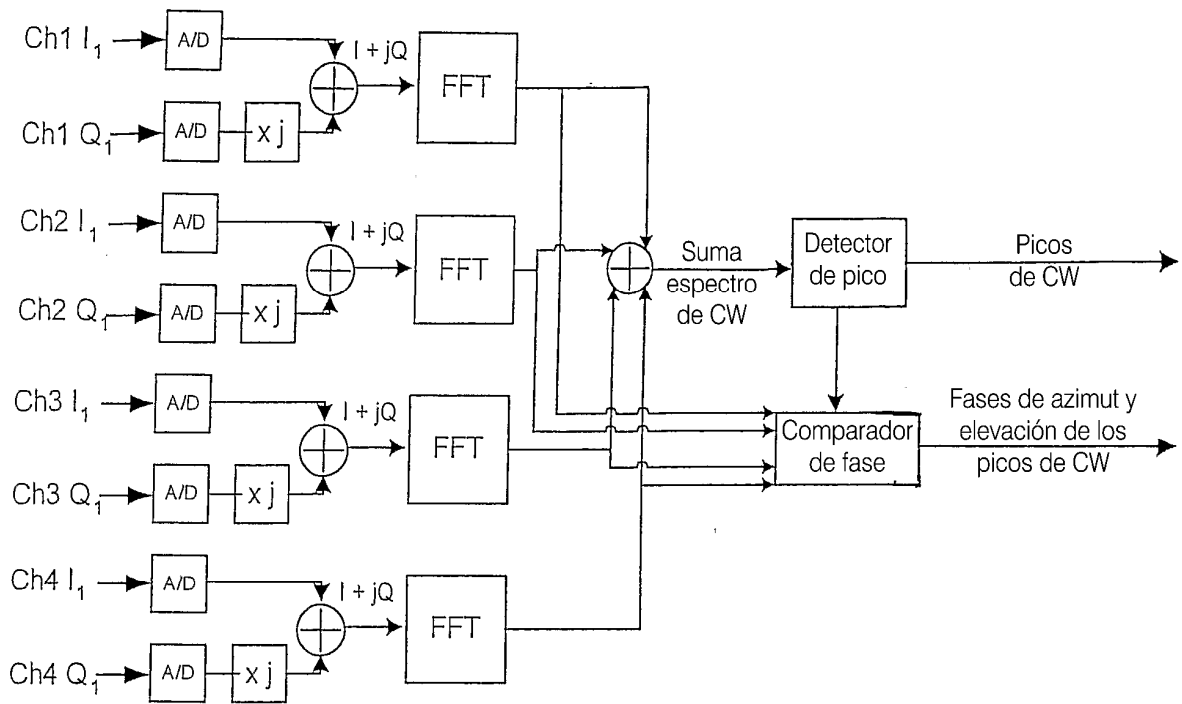 Ch1 I₁
A/D
I + jQ
FFT
Ch1 Q₁
A/D
x j
Ch2 I₁
A/D
I + jQ
FFT
Ch2 Q₁
A/D
x j
Suma
espectro
de CW
Detector
de pico
Picos
de CW
Ch3 I₁
A/D
I + jQ
FFT
Ch3 Q₁
A/D
x j
Comparador
de fase
Fases de azimut y
elevación de los
picos de CW
Ch4 I₁
A/D
I + jQ
FFT
Ch4 Q₁
A/D
x j